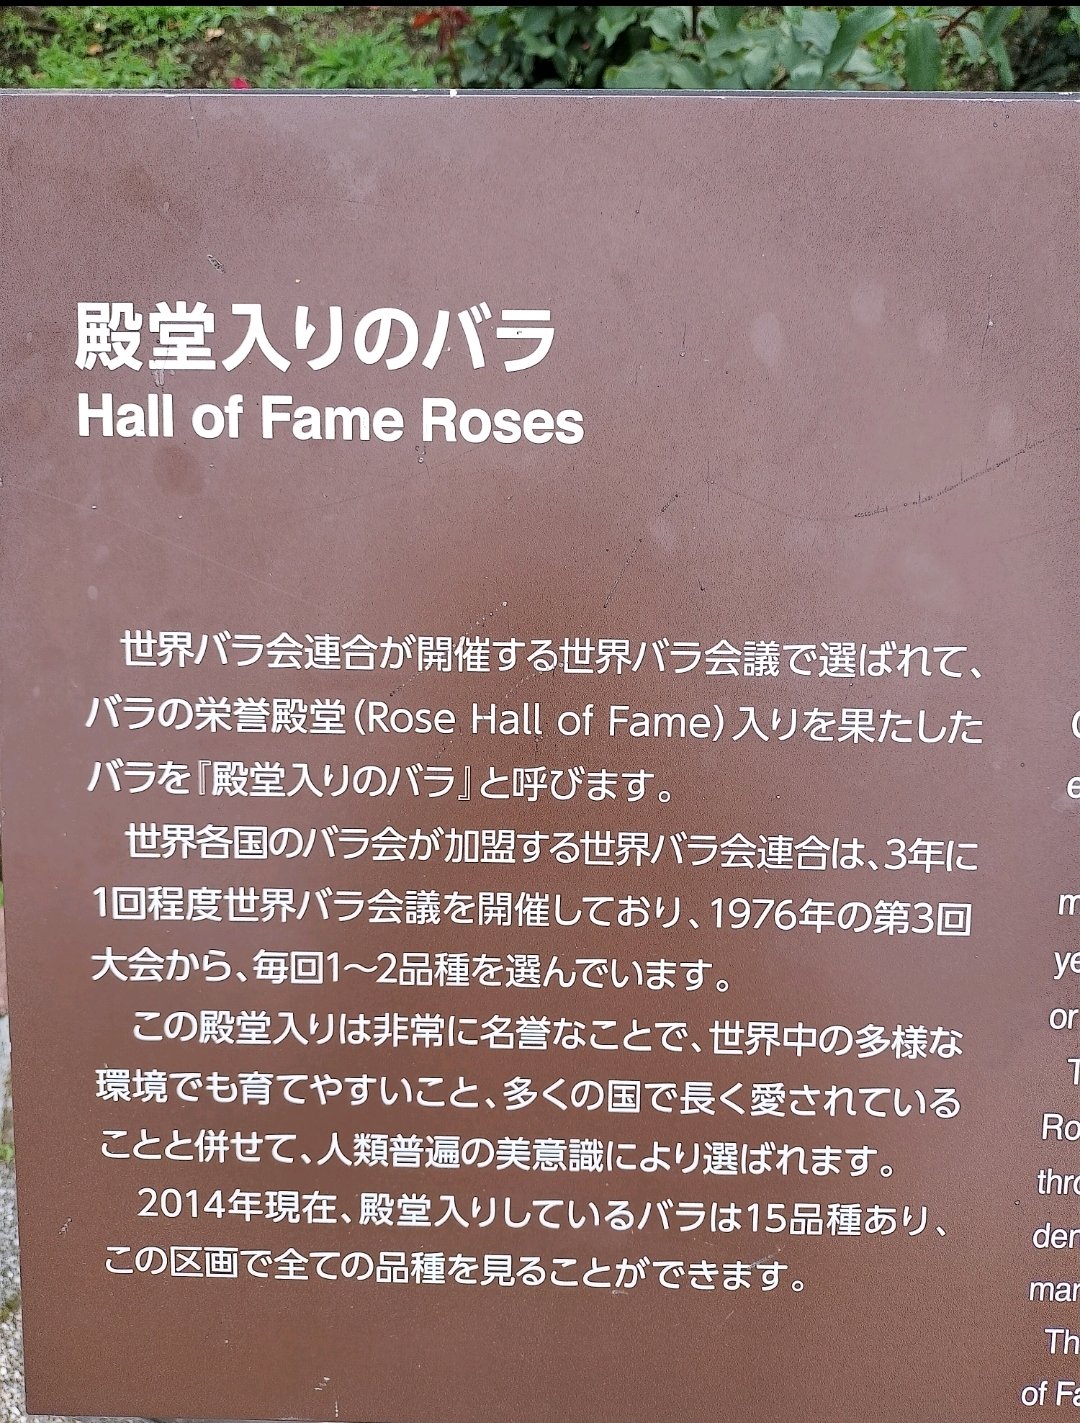 殿堂入りのバラ
Hall of Fame Roses
世界バラ会連合が開催する世界バラ会議で選ばれて、
バラの栄誉殿堂（Rose Hall of Fame）入りを果たした
バラを『殿堂入りのバラ』と呼びます。
世界各国のバラ会が加盟する世界バラ会連合は、3年に
1回程度世界バラ会議を開催しており、1976年の第3回
大会から、毎回1～2品種を選んでいます。
この殿堂入りは非常に名誉なことで、世界中の多様な
環境でも育てやすいこと、多くの国で長く愛されている
ことと併せて、人類普遍の美意識により選ばれます。
2014年現在、殿堂入りしているバラは15品種あり、
この区画で全ての品種を見ることができます。